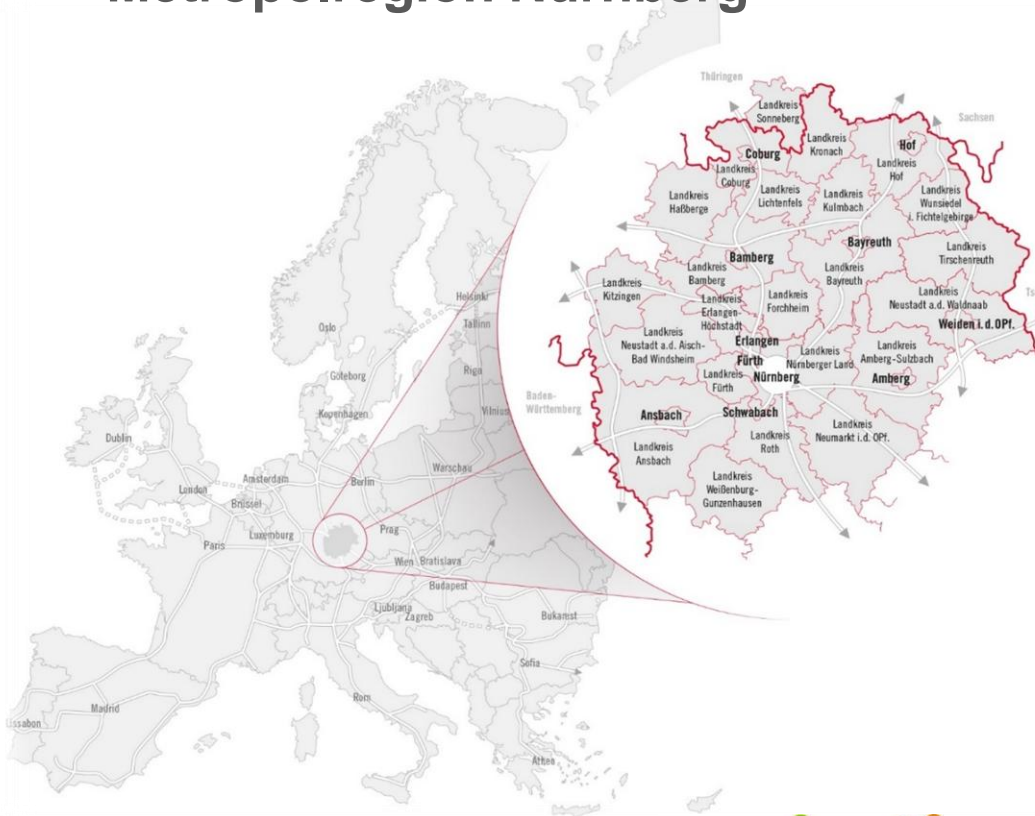 Metropolregion Nürnberg
Thüringen
Sachsen
Landkreis
Sonneberg
Landkreis
Kronach
Hof
Coburg
Landkreis
Hof
Landkreis
Coburg
Landkreis
Lichtenfels
Landkreis
Kulmbach
Landkreis
Wunsiedel
i. Fichtelgebirge
Landkreis
Haßberge
Bayreuth
Landkreis
Tirschenreuth
Bamberg
Landkreis
Bamberg
Landkreis
Bayreuth
Landkreis
Kitzingen
Landkreis
Erlangen-
Höchstadt
Landkreis
Forchheim
Landkreis
Neustadt a.d. Waldnaab
Weiden i.d.OPf.
Landkreis
Neustadt a.d. Aisch-
Bad Windsheim
Erlangen
Fürth
Nürnberg
Landkreis
Nürnberger Land
Landkreis
Amberg-Sulzbach
Landkreis
Fürth
Amberg
Baden-
Württemberg
Ansbach
Schwabach
Landkreis
Ansbach
Landkreis
Roth
Landkreis
Neumarkt i.d. OPf.
Landkreis
Weißenburg-
Gunzenhausen
Helsinki
Oslo
Tallinn
Göteborg
Riga
Kopenhagen
Vilnius
Dublin
London
Amsterdam
Berlin
Warschau
Brüssel
Luxemburg
Paris
Prag
Wien
Bratislava
Budapest
Ljubljana
Zagreb
Bukarest
Sofia
Rom
Madrid
Lissabon
Athen